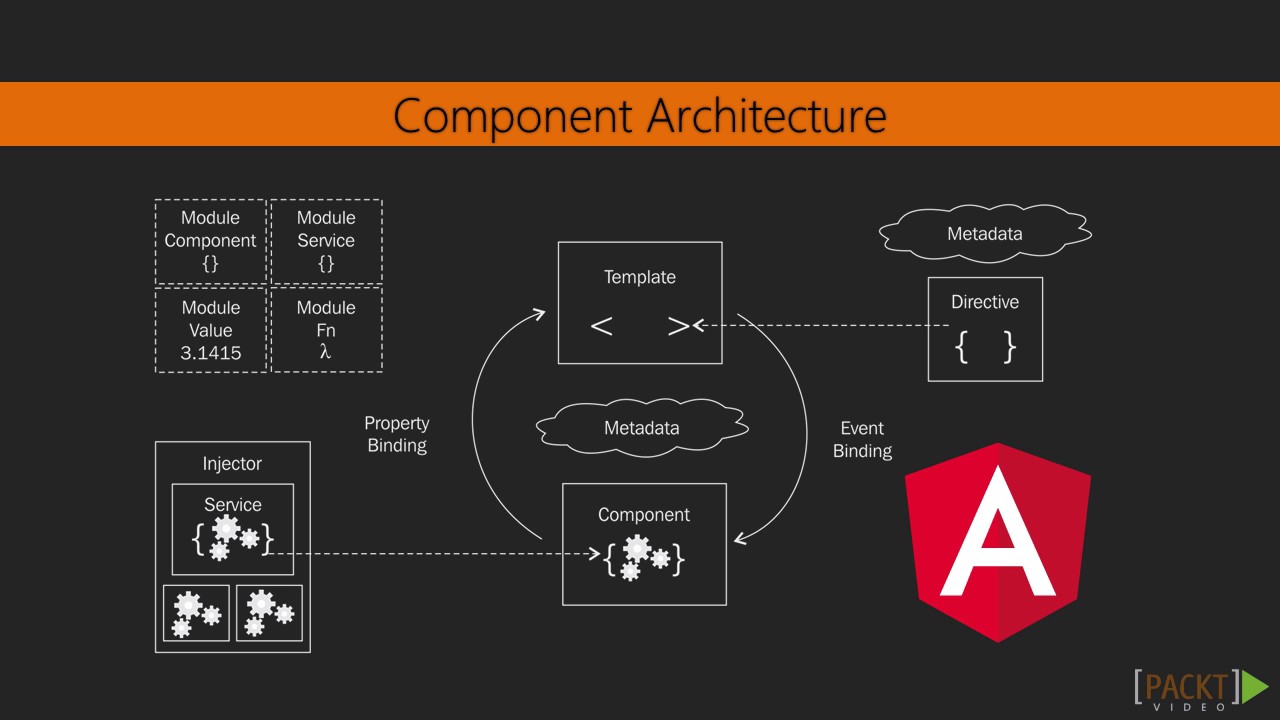 Component Architecture
Module
Component
{}
Module
Service
{}
Module
Value
3.1415
Module
Fn
λ
Template
< >
Metadata
Directive
{ }
Property
Binding
Metadata
Event
Binding
Injector
Service
{ }
Component
{ }
A
[PACKT]
VIDEO